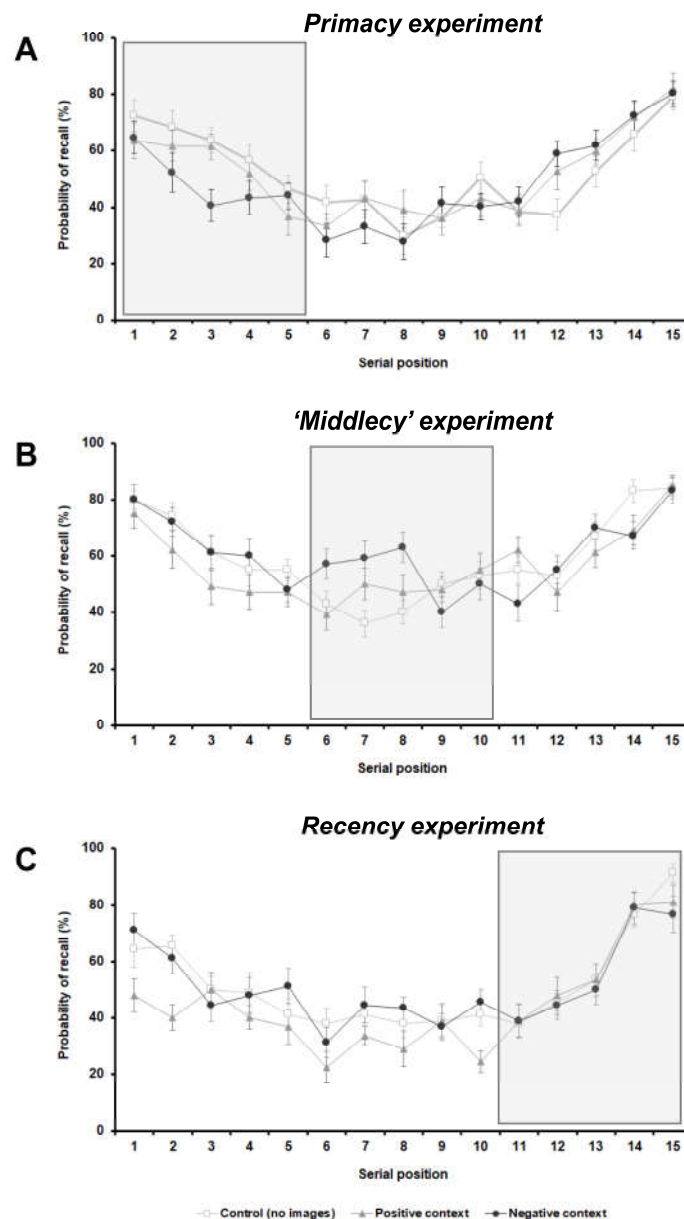 Primacy experiment
A
100
80
60
40
20
0
Probability of recall (%)
1 2 3 4 5 6 7 8 9 10 11 12 13 14 15
Serial position
‘Middlecy’ experiment
B
100
80
60
40
20
0
Probability of recall (%)
1 2 3 4 5 6 7 8 9 10 11 12 13 14 15
Serial position
Recency experiment
C
100
80
60
40
20
0
Probability of recall (%)
1 2 3 4 5 6 7 8 9 10 11 12 13 14 15
Serial position
Control (no images) Positive context Negative context